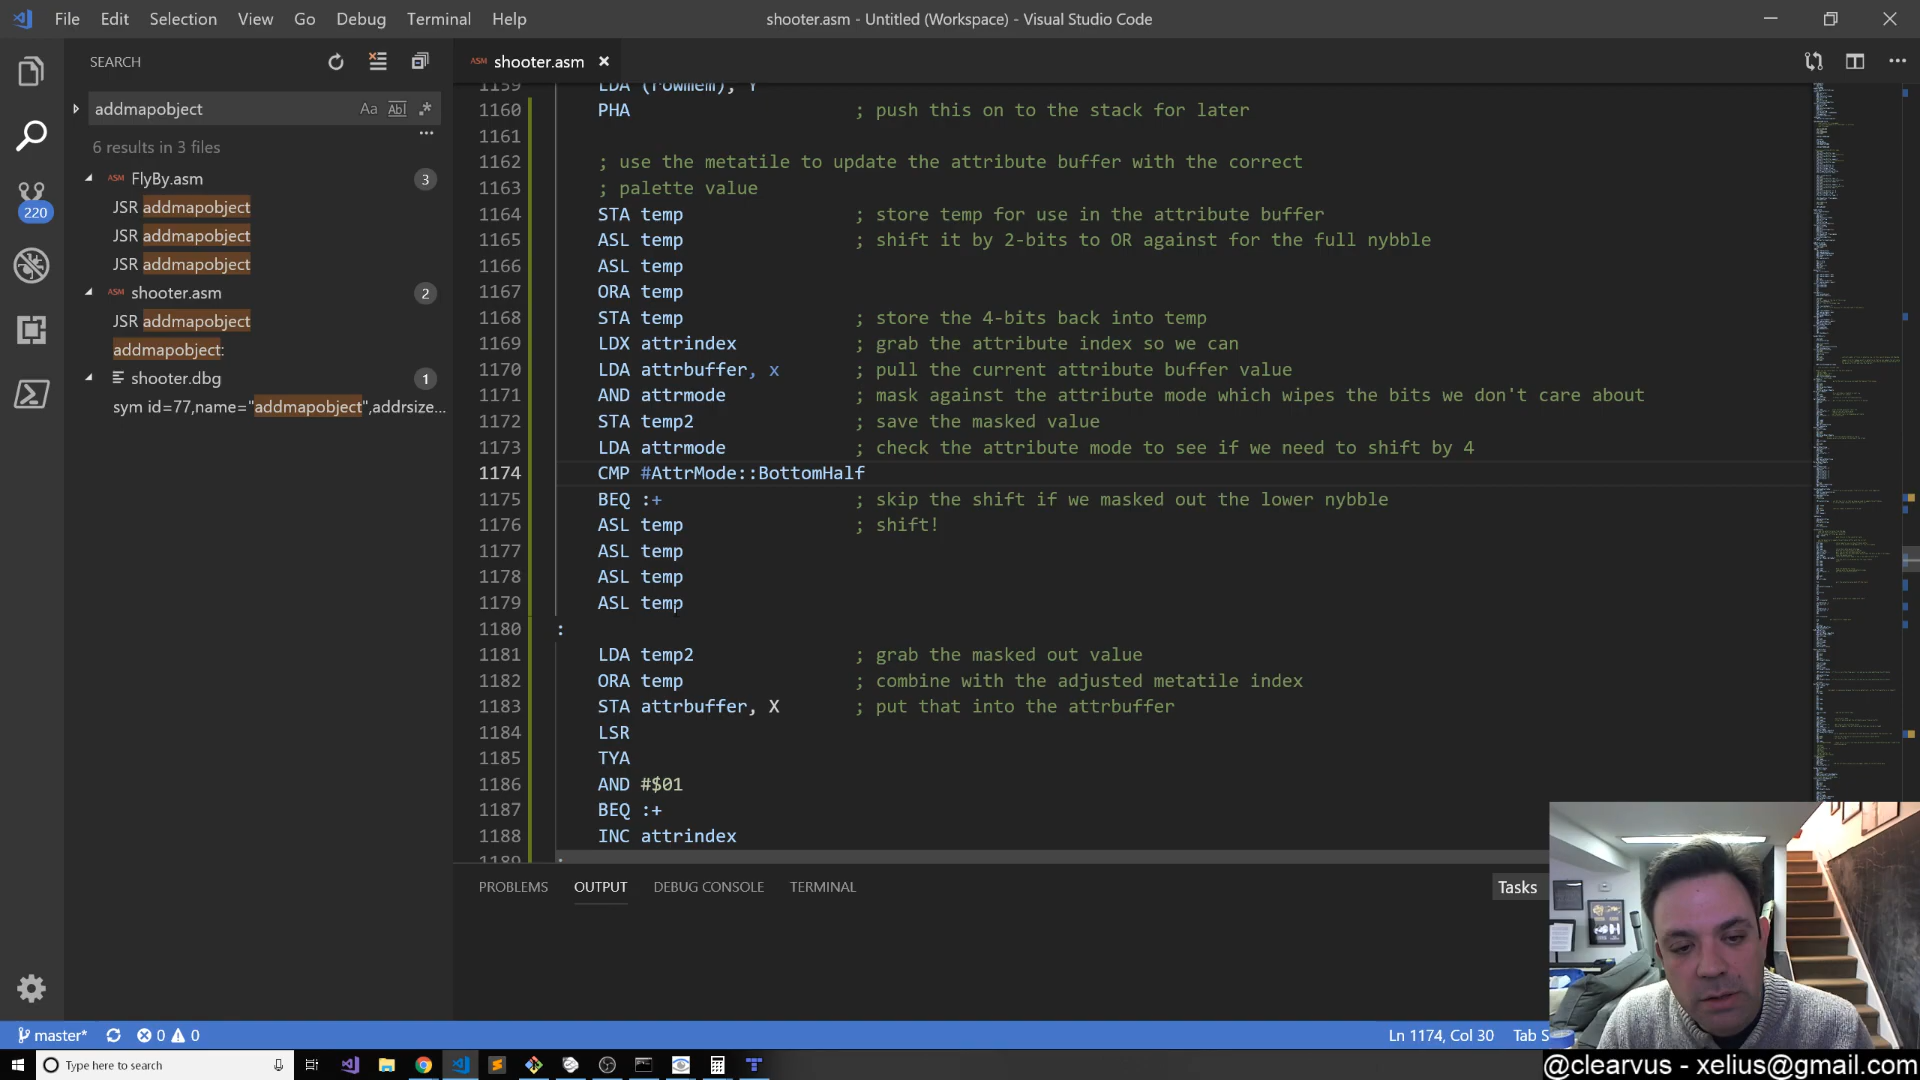 File Edit Selection View Go Debug Terminal Help
shooter.asm - Untitled (Workspace) - Visual Studio Code
SEARCH
addmapobject
Aa Abl .*
6 results in 3 files
ASM FlyBy.asm 3
JSR addmapobject
JSR addmapobject
JSR addmapobject
ASM shooter.asm 2
JSR addmapobject
addmapobject:
shooter.dbg 1
sym id=77,name="addmapobject",addrsize...
220
ASM shooter.asm
1159 LDA (rowmem), Y
1160 PHA ; push this on to the stack for later
1161
1162 ; use the metatile to update the attribute buffer with the correct
1163 ; palette value
1164 STA temp ; store temp for use in the attribute buffer
1165 ASL temp ; shift it by 2-bits to OR against for the full nybble
1166 ASL temp
1167 ORA temp
1168 STA temp ; store the 4-bits back into temp
1169 LDX attrindex ; grab the attribute index so we can
1170 LDA attrbuffer, x ; pull the current attribute buffer value
1171 AND attrmode ; mask against the attribute mode which wipes the bits we don't care about
1172 STA temp2 ; save the masked value
1173 LDA attrmode ; check the attribute mode to see if we need to shift by 4
1174 CMP #AttrMode::BottomHalf
1175 BEQ :+ ; skip the shift if we masked out the lower nybble
1176 ASL temp ; shift!
1177 ASL temp
1178 ASL temp
1179 ASL temp
1180 :
1181 LDA temp2 ; grab the masked out value
1182 ORA temp ; combine with the adjusted metatile index
1183 STA attrbuffer, X ; put that into the attrbuffer
1184 LSR
1185 TYA
1186 AND #$01
1187 BEQ :+
1188 INC attrindex
1189 :
PROBLEMS OUTPUT DEBUG CONSOLE TERMINAL
Tasks
master* 0 0
Ln 1174, Col 30 Tab S
Type here to search
@clearvus - xelius@gmail.com